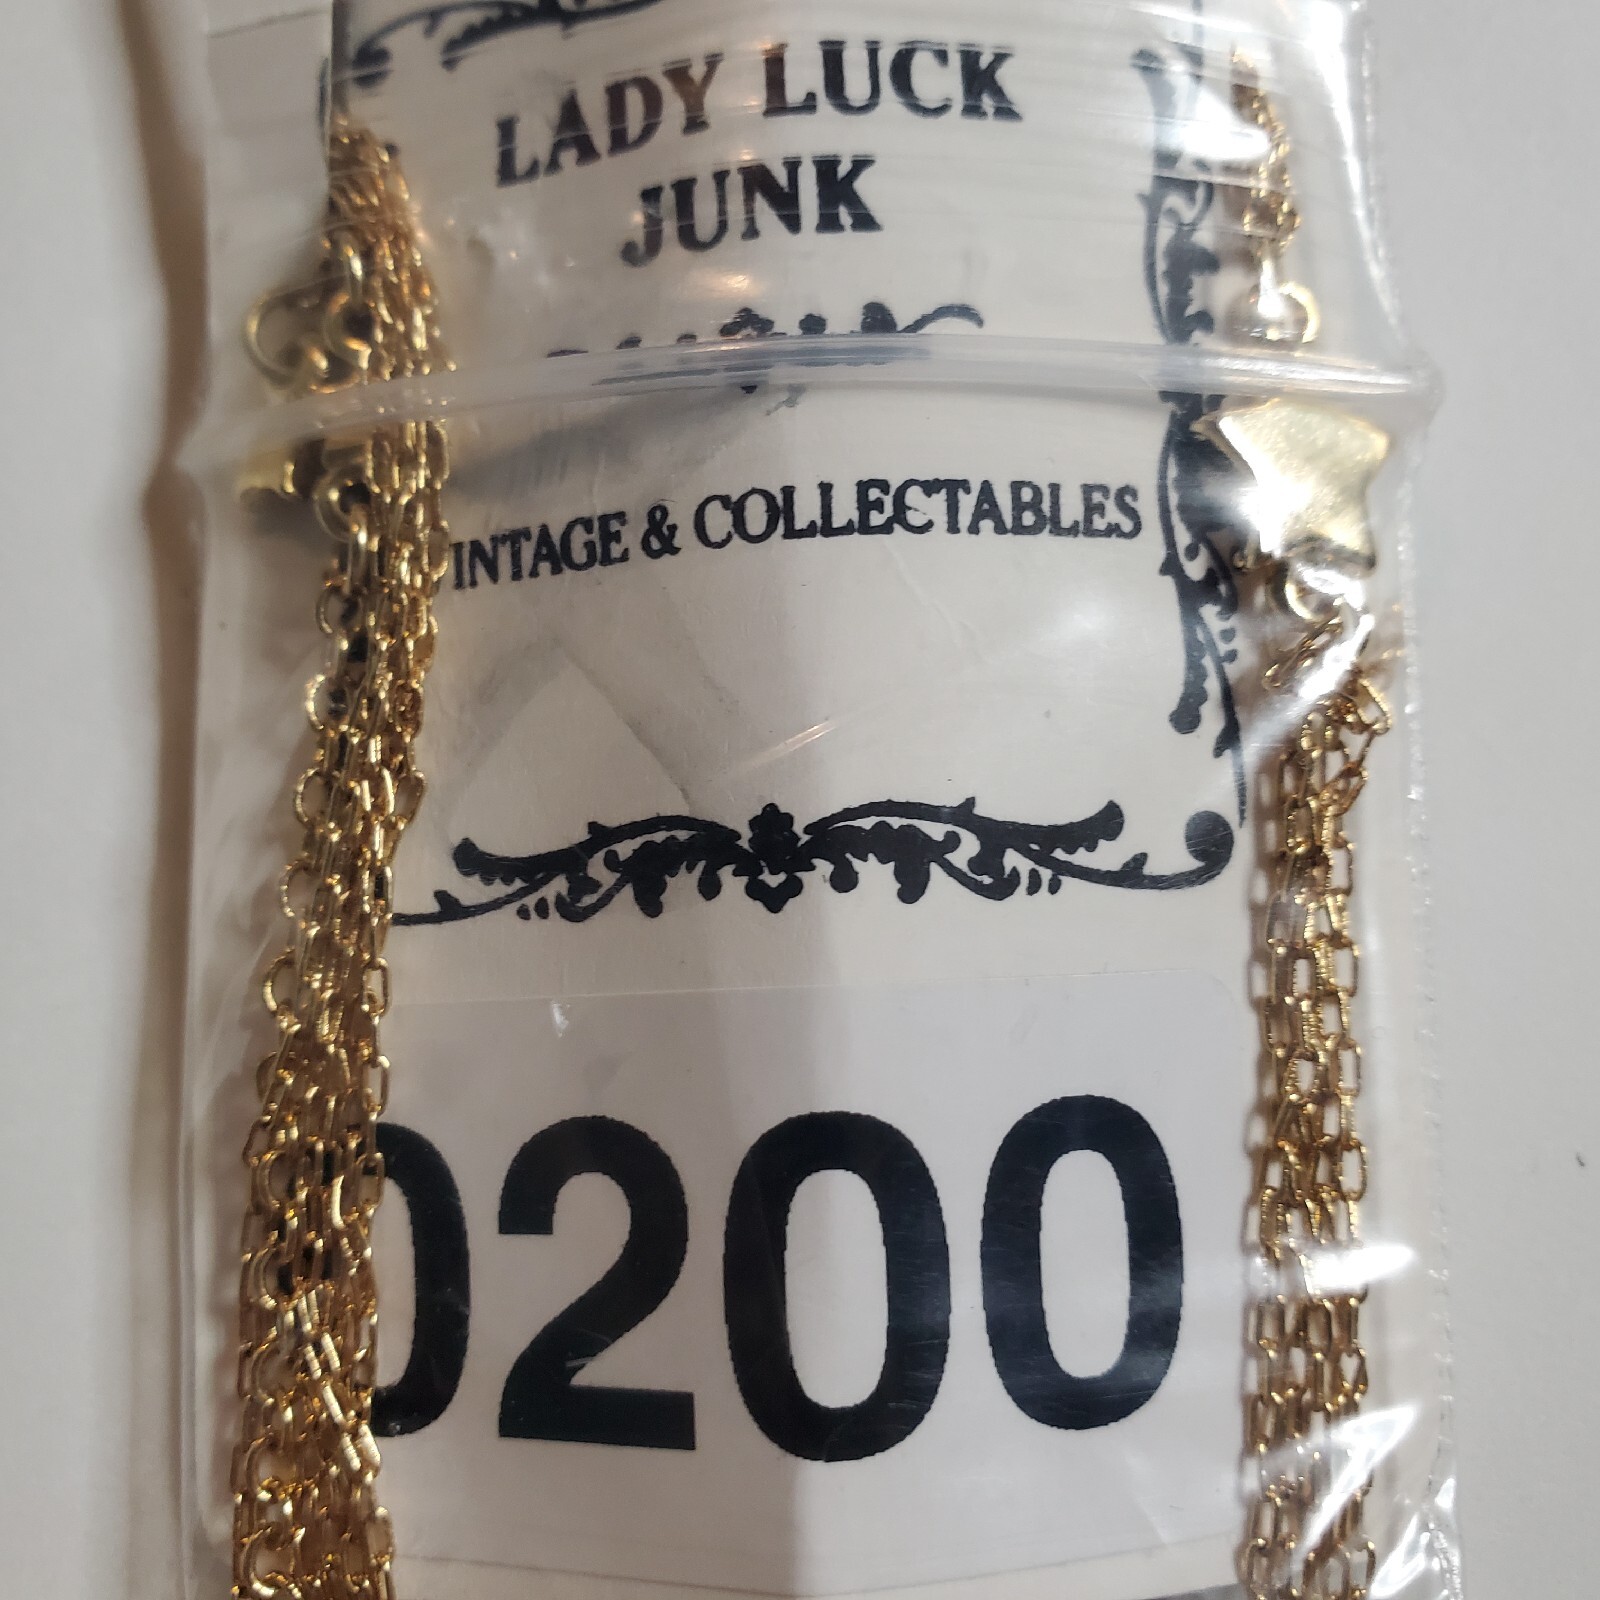 LADY LUCK
JUNK
INTAGE & COLLECTABLES
0200